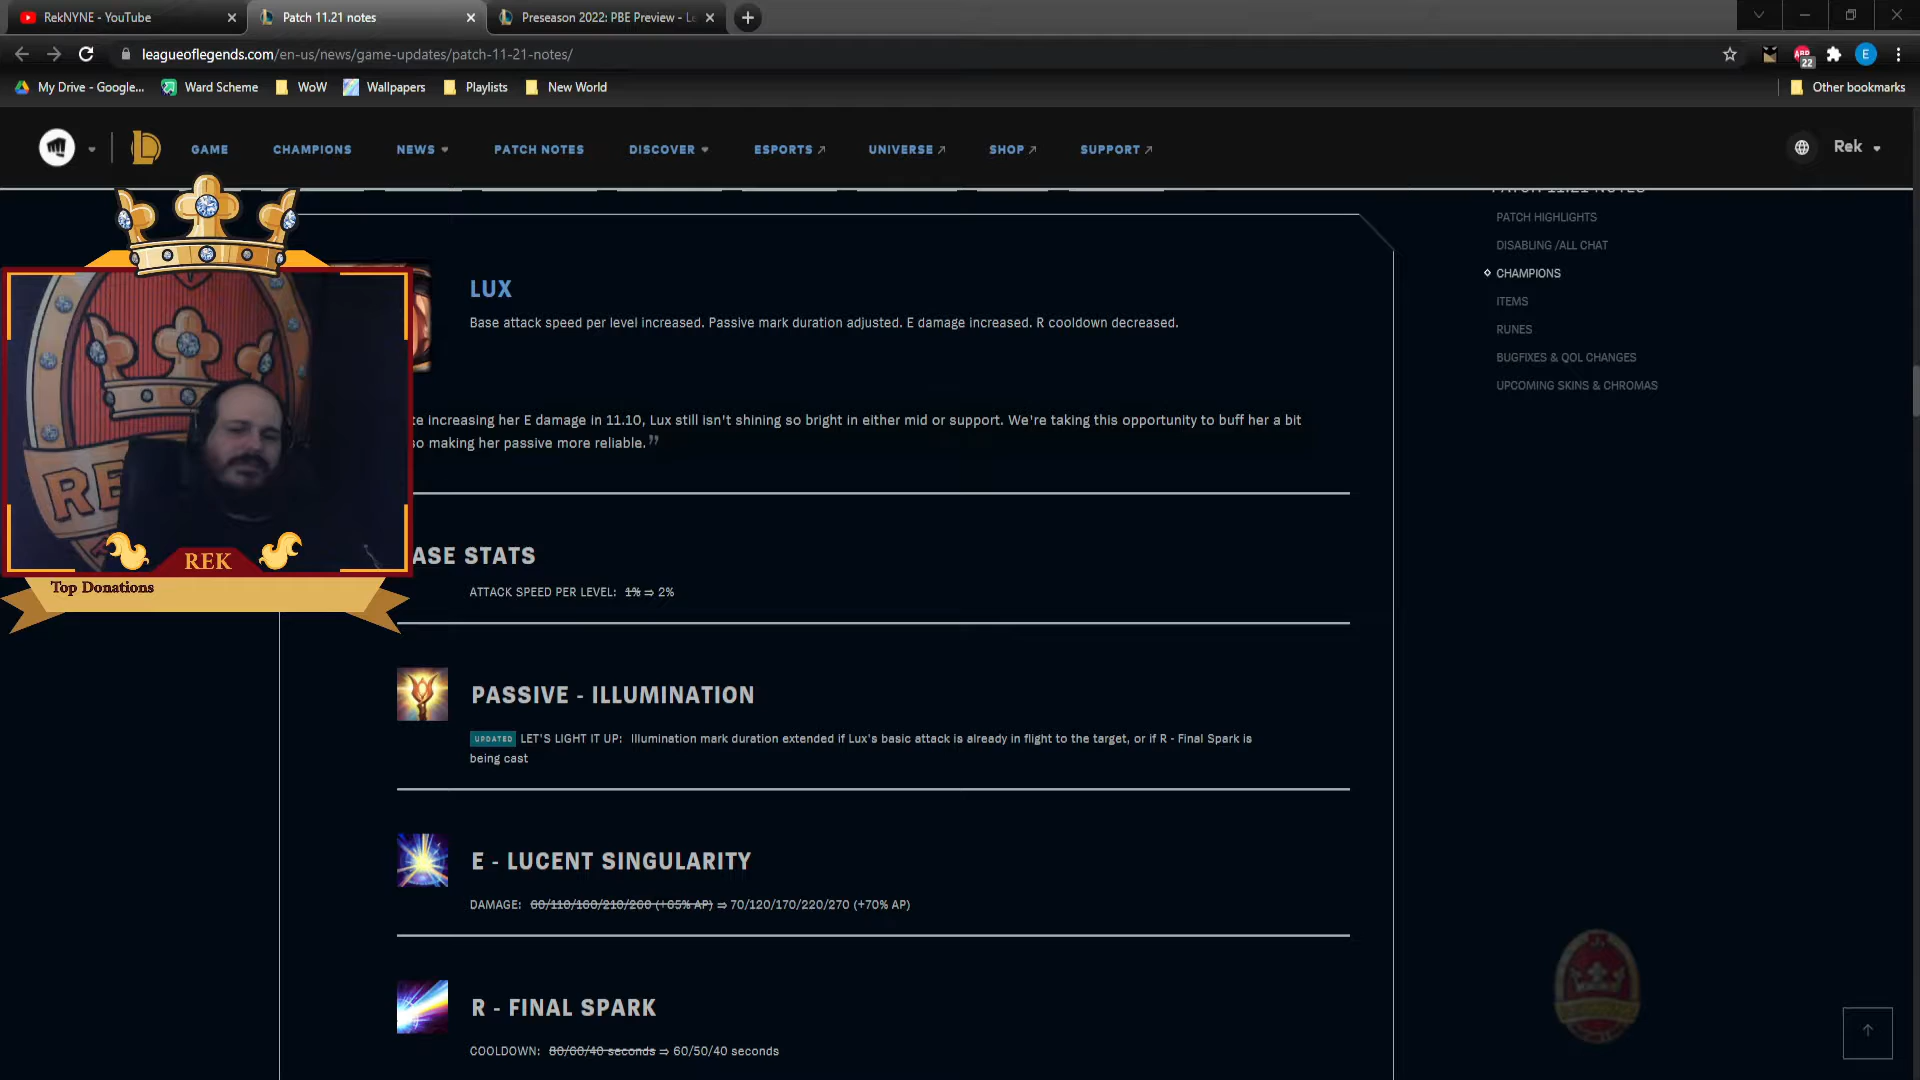 RekNYNE - YouTube
Patch 11.21 notes
Preseason 2022: PBE Preview - Le
leagueoflegends.com/en-us/news/game-updates/patch-11-21-notes/
22
E
My Drive - Google...
Ward Scheme
WoW
Wallpapers
Playlists
New World
Other bookmarks
GAME
CHAMPIONS
NEWS
PATCH NOTES
DISCOVER
ESPORTS
UNIVERSE
SHOP
SUPPORT
Rek
PATCH 11.21 NOTES
PATCH HIGHLIGHTS
DISABLING /ALL CHAT
CHAMPIONS
ITEMS
RUNES
BUGFIXES & QOL CHANGES
UPCOMING SKINS & CHROMAS
LUX
Base attack speed per level increased. Passive mark duration adjusted. E damage increased. R cooldown decreased.
te increasing her E damage in 11.10, Lux still isn't shining so bright in either mid or support. We're taking this opportunity to buff her a bit
so making her passive more reliable.”
RE
REK
Top Donations
ASE STATS
ATTACK SPEED PER LEVEL: 1% ⇒ 2%
PASSIVE - ILLUMINATION
UPDATED LET'S LIGHT IT UP: Illumination mark duration extended if Lux's basic attack is already in flight to the target, or if R - Final Spark is
being cast
E - LUCENT SINGULARITY
DAMAGE: 60/110/160/210/260 (+65% AP) ⇒ 70/120/170/220/270 (+70% AP)
R - FINAL SPARK
COOLDOWN: 80/60/40 seconds ⇒ 60/50/40 seconds